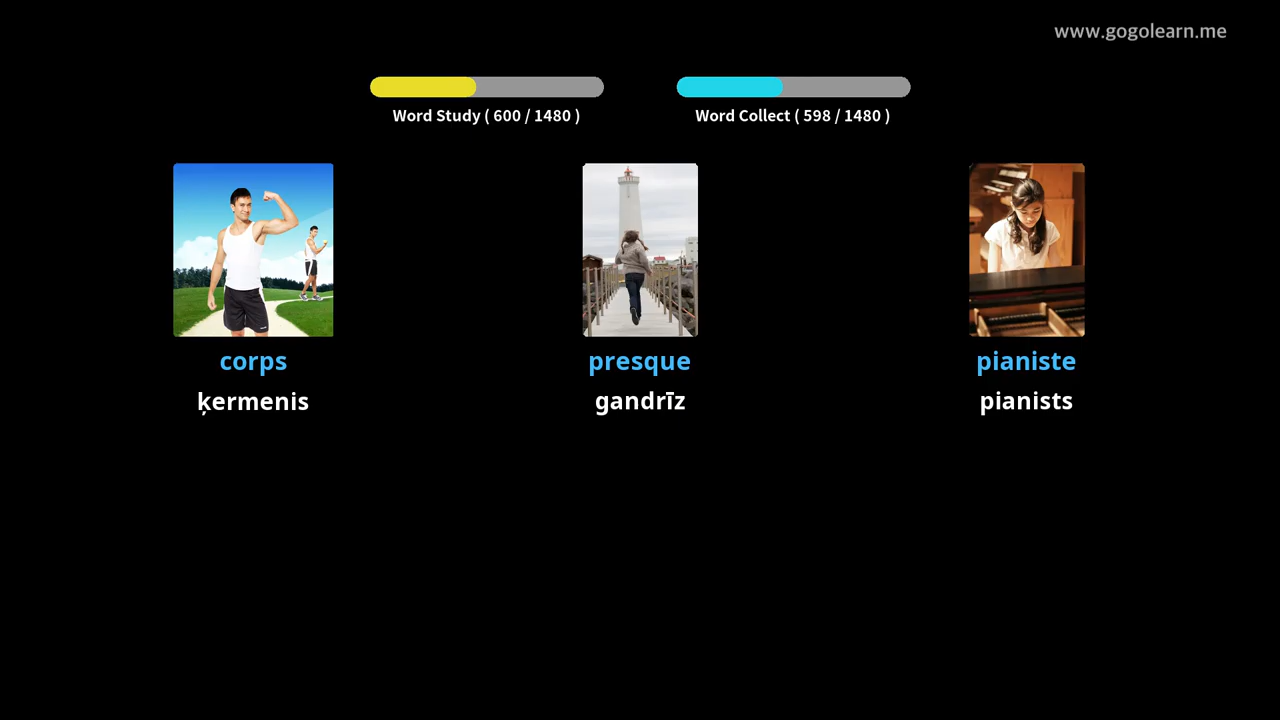 www.gogolearn.me
Word Study ( 600 / 1480 )
Word Collect ( 598 / 1480 )
corps
presque
pianiste
ķermenis
gandrīz
pianists